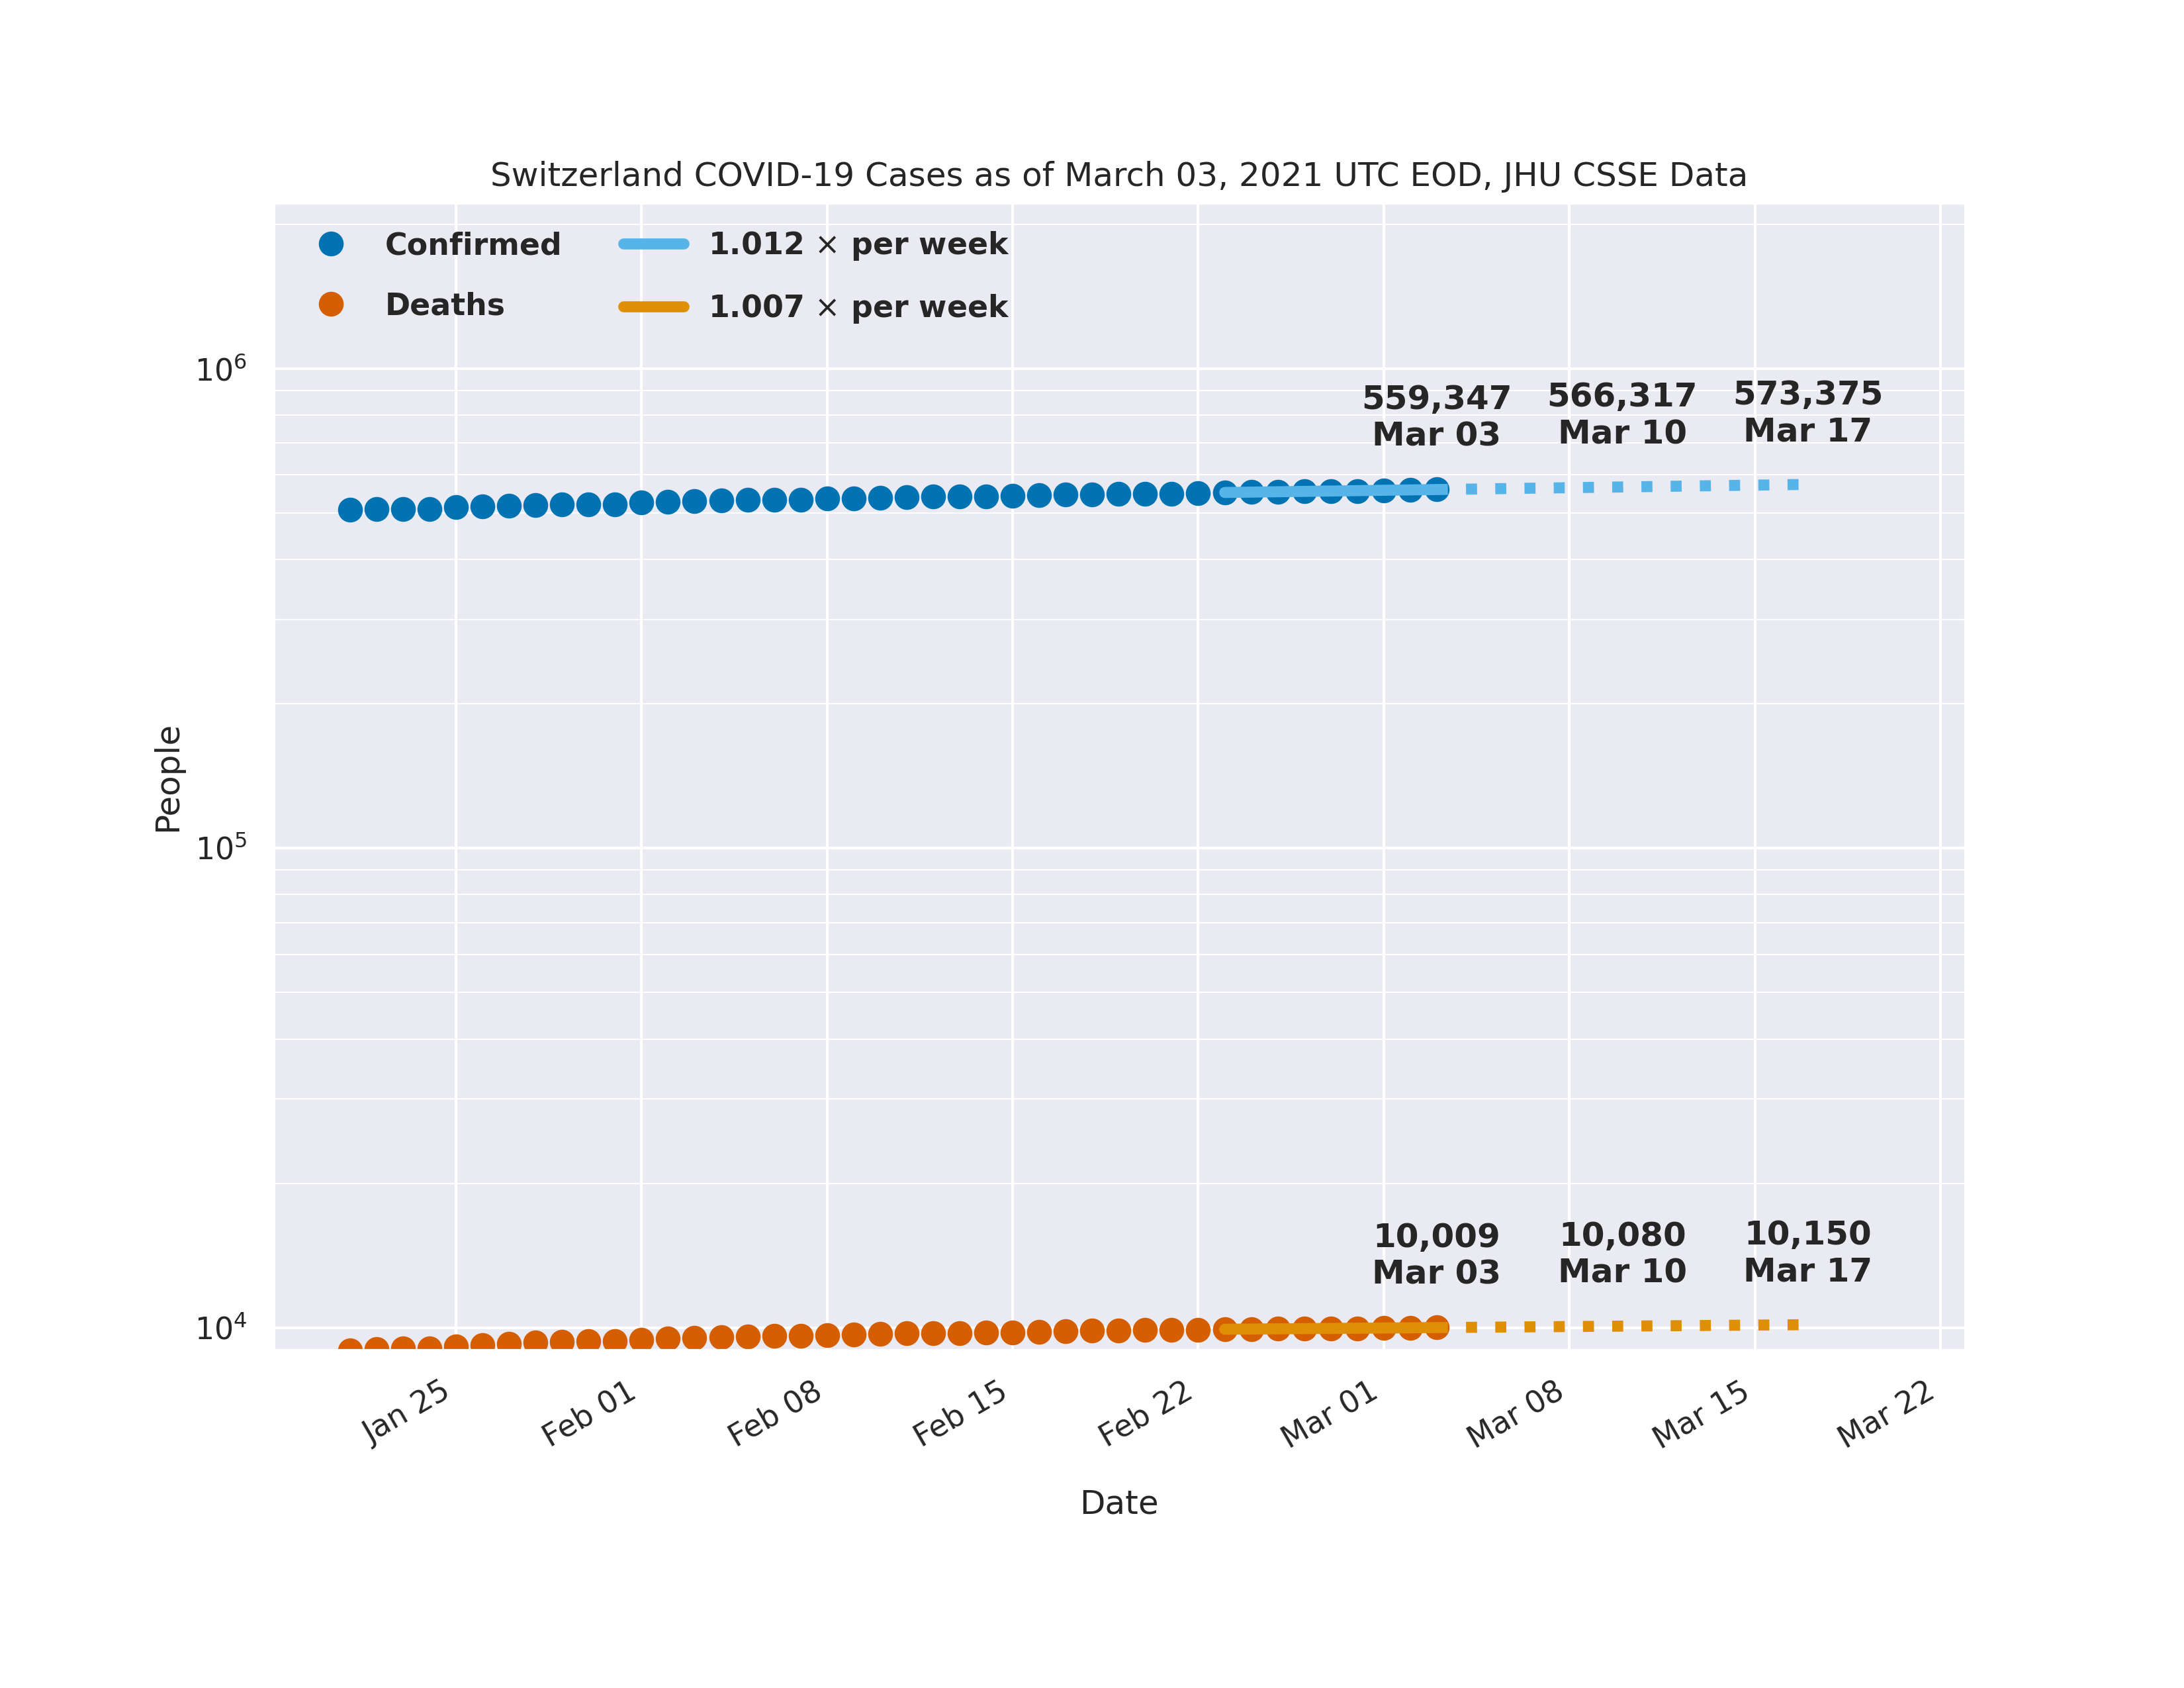 Switzerland COVID-19 Cases as of March 03, 2021 UTC EOD, JHU CSSE Data
Confirmed
Deaths
1.012 × per week
1.007 × per week
10⁶
10⁵
10⁴
People
559,347
Mar 03
566,317
Mar 10
573,375
Mar 17
10,009
Mar 03
10,080
Mar 10
10,150
Mar 17
Jan 25
Feb 01
Feb 08
Feb 15
Feb 22
Mar 01
Mar 08
Mar 15
Mar 22
Date